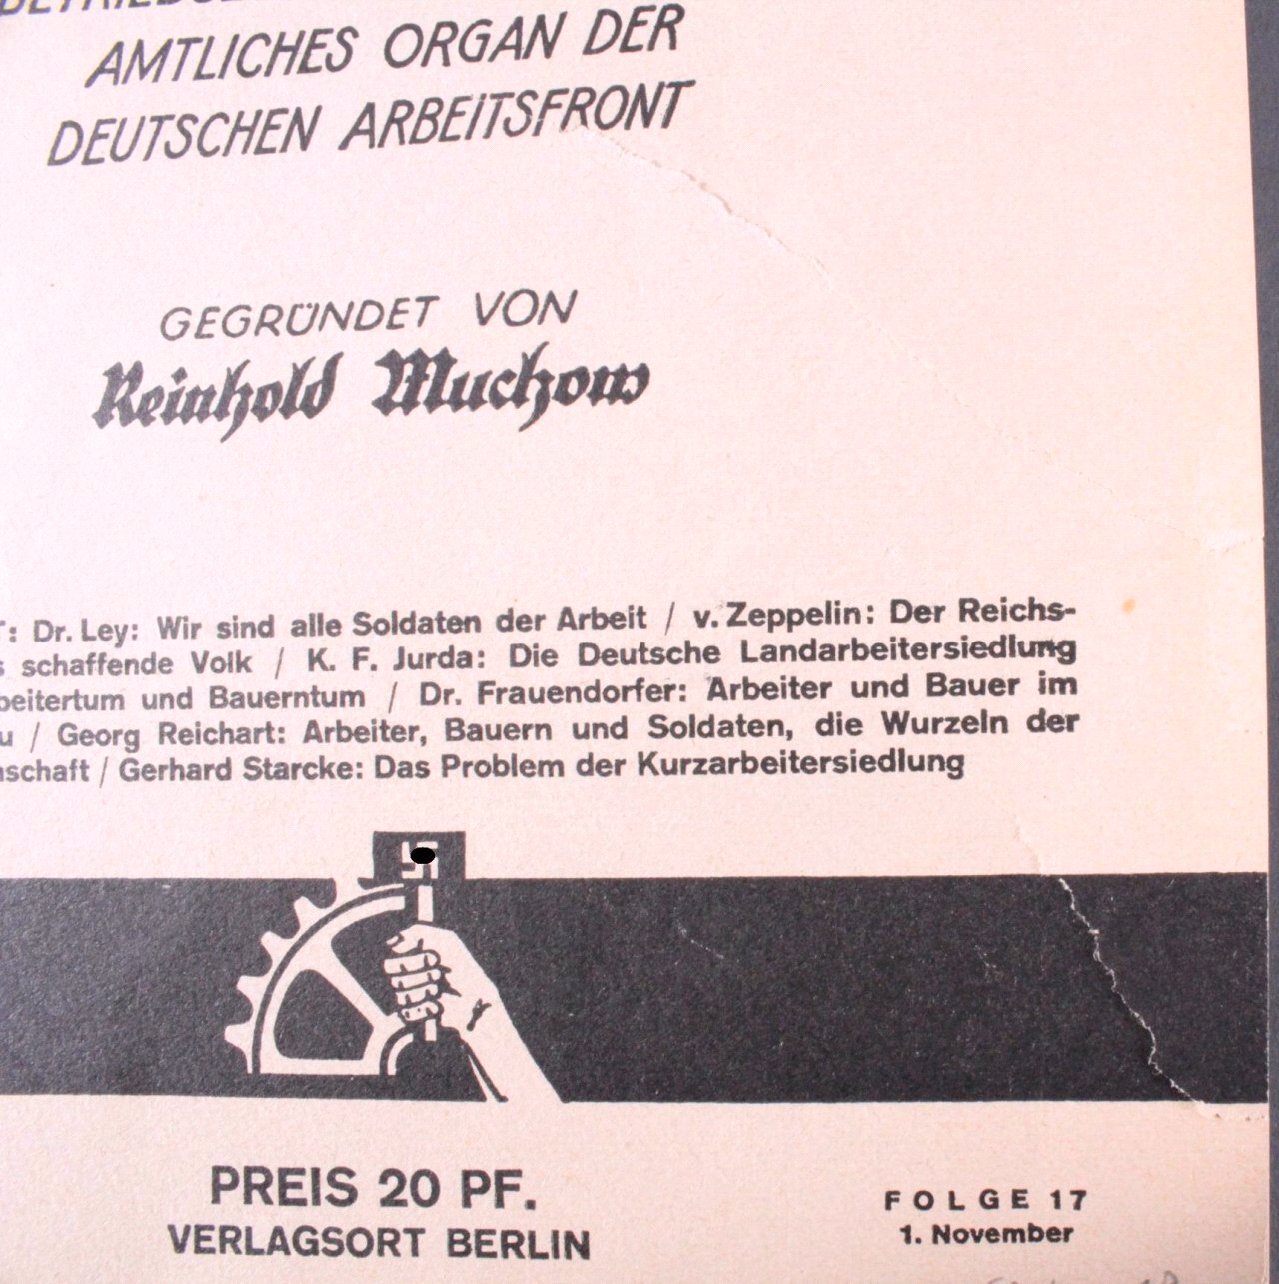 AMTLICHES ORGAN DER
DEUTSCHEN ARBEITSFRONT
GEGRÜNDET VON
Reinhold Muchow
Dr. Ley: Wir sind alle Soldaten der Arbeit / v. Zeppelin: Der Reichs-
schaffende Volk / K. F. Jurda: Die Deutsche Landarbeitersiedlung
beitertum und Bauerntum / Dr. Frauendorfer: Arbeiter und Bauer im
u / Georg Reichart: Arbeiter, Bauern und Soldaten, die Wurzeln der
schaft / Gerhard Starcke: Das Problem der Kurzarbeitersiedlung
PREIS 20 PF.
VERLAGSORT BERLIN
FOLGE 17
1. November